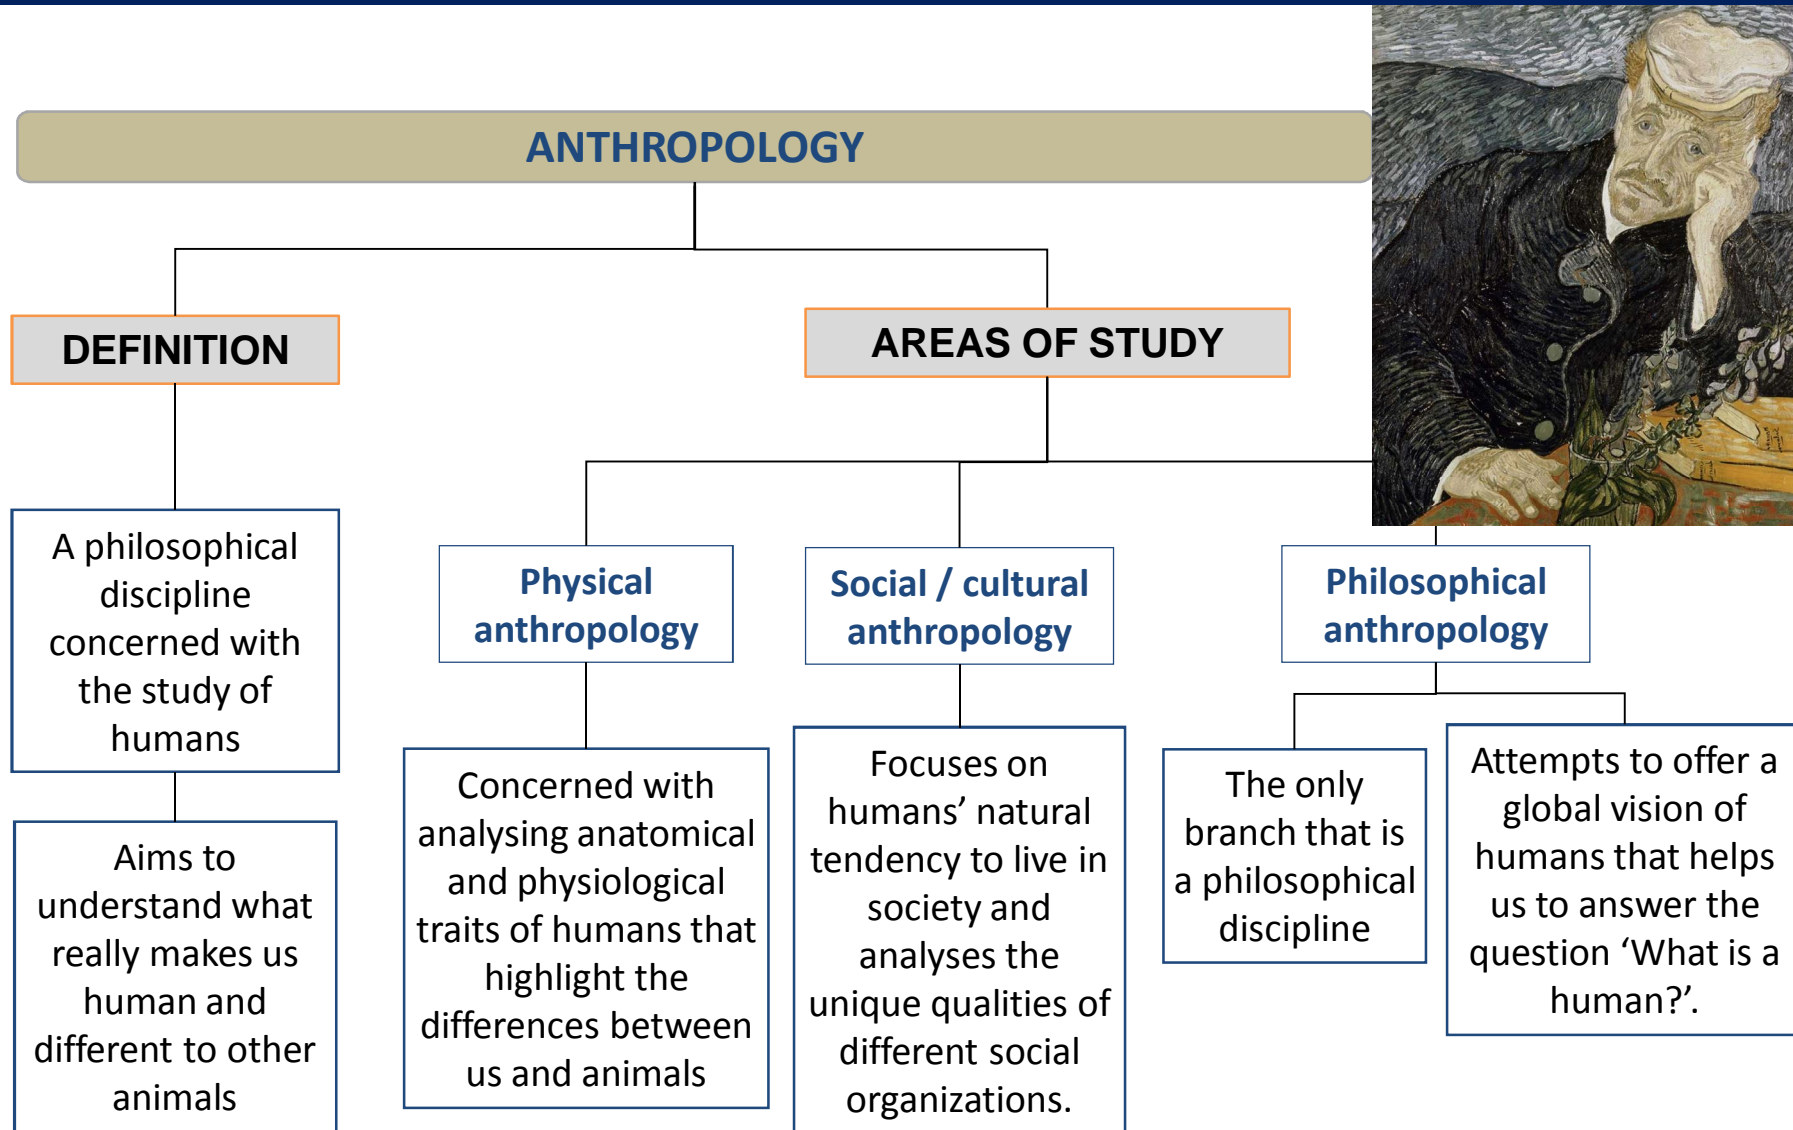 ANTHROPOLOGY
DEFINITION
AREAS OF STUDY
A philosophical
discipline
concerned with
the study of
humans
Aims to
understand what
really makes us
human and
different to other
animals
Physical
anthropology
Concerned with
analysing anatomical
and physiological
traits of humans that
highlight the
differences between
us and animals
Social / cultural
anthropology
Focuses on
humans’ natural
tendency to live in
society and
analyses the
unique qualities of
different social
organizations.
Philosophical
anthropology
The only
branch that is
a philosophical
discipline
Attempts to offer a
global vision of
humans that helps
us to answer the
question ‘What is a
human?’.